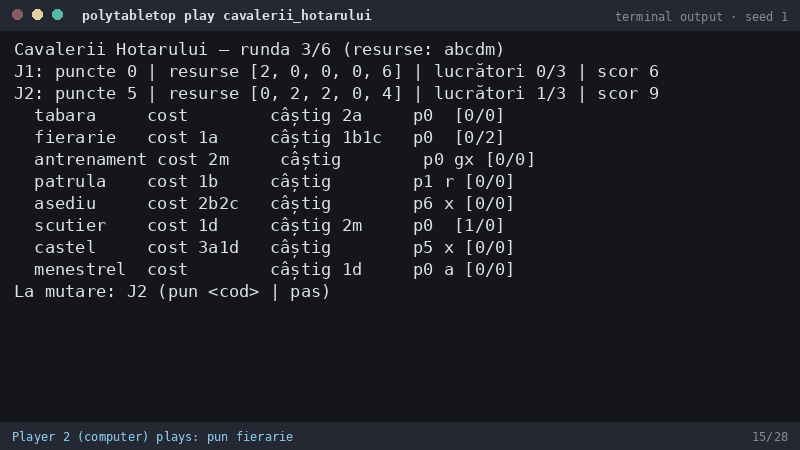 polytabletop play cavalerii_hotarului
terminal output · seed 1
Cavalerii Hotarului — runda 3/6 (resurse: abcdm)
J1: puncte 0 | resurse [2, 0, 0, 0, 6] | lucrători 0/3 | scor 6
J2: puncte 5 | resurse [0, 2, 2, 0, 4] | lucrători 1/3 | scor 9
tabara cost câștig 2a p0 [0/0]
fierarie cost 1a câștig 1b1c p0 [0/2]
antrenament cost 2m câștig p0 gx [0/0]
patrula cost 1b câștig p1 r [0/0]
asediu cost 2b2c câștig p6 x [0/0]
scutier cost 1d câștig 2m p0 [1/0]
castel cost 3a1d câștig p5 x [0/0]
menestrel cost câștig 1d p0 a [0/0]
La mutare: J2 (pun <cod> | pas)
Player 2 (computer) plays: pun fierarie
15/28